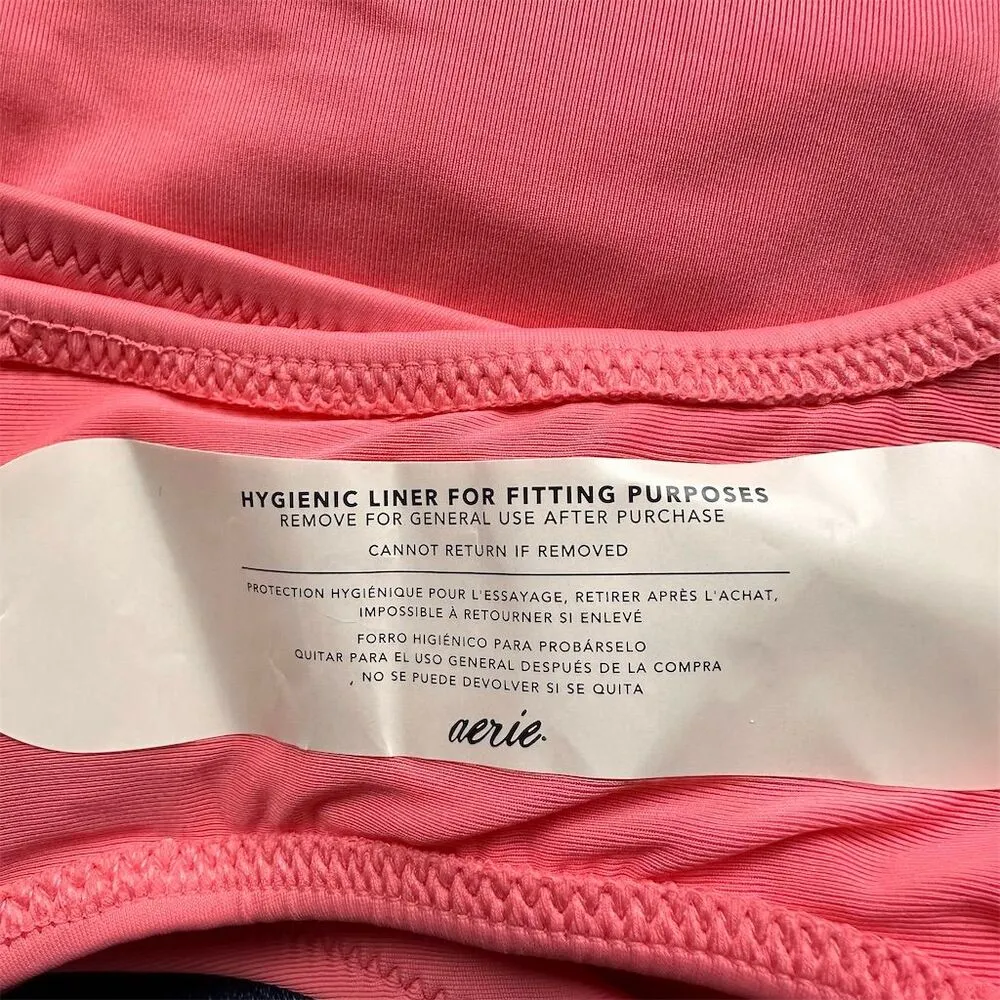 HYGIENIC LINER FOR FITTING PURPOSES
REMOVE FOR GENERAL USE AFTER PURCHASE
CANNOT RETURN IF REMOVED
PROTECTION HYGIÉNIQUE POUR L'ESSAYAGE, RETIRER APRÈS L'ACHAT,
IMPOSSIBLE À RETOURNER SI ENLEVÉ
FORRO HIGIÉNICO PARA PROBÁRSELO
QUITAR PARA EL USO GENERAL DESPUÉS DE LA COMPRA
, NO SE PUEDE DEVOLVER SI SE QUITA
aerie.